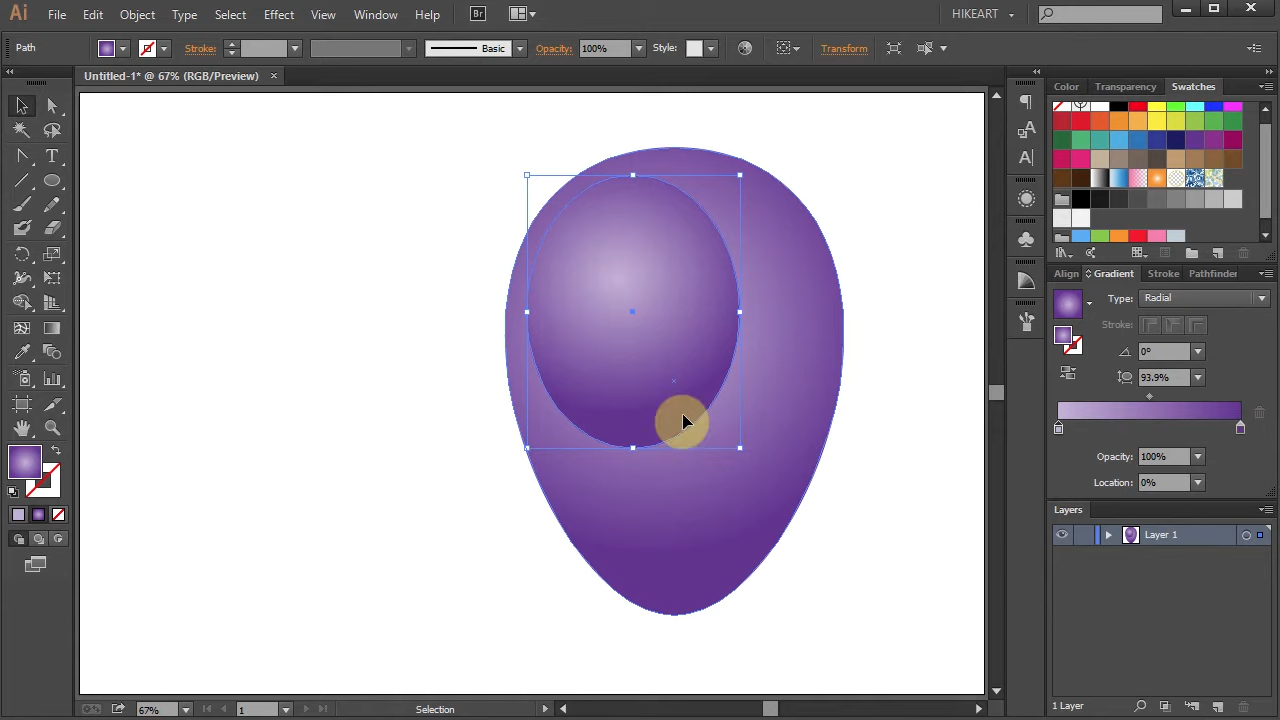 Ai File Edit Object Type Select Effect View Window Help Br HIKEART
Path Stroke: Basic Opacity: 100% Style: Transform
Untitled-1* @ 67% (RGB/Preview) ×
Color Transparency Swatches
Align Gradient Stroke Pathfinder
Type: Radial
Stroke:
0°
93.9%
Opacity: 100%
Location: 0%
Layers
Layer 1
1 Layer
67% 1 Selection